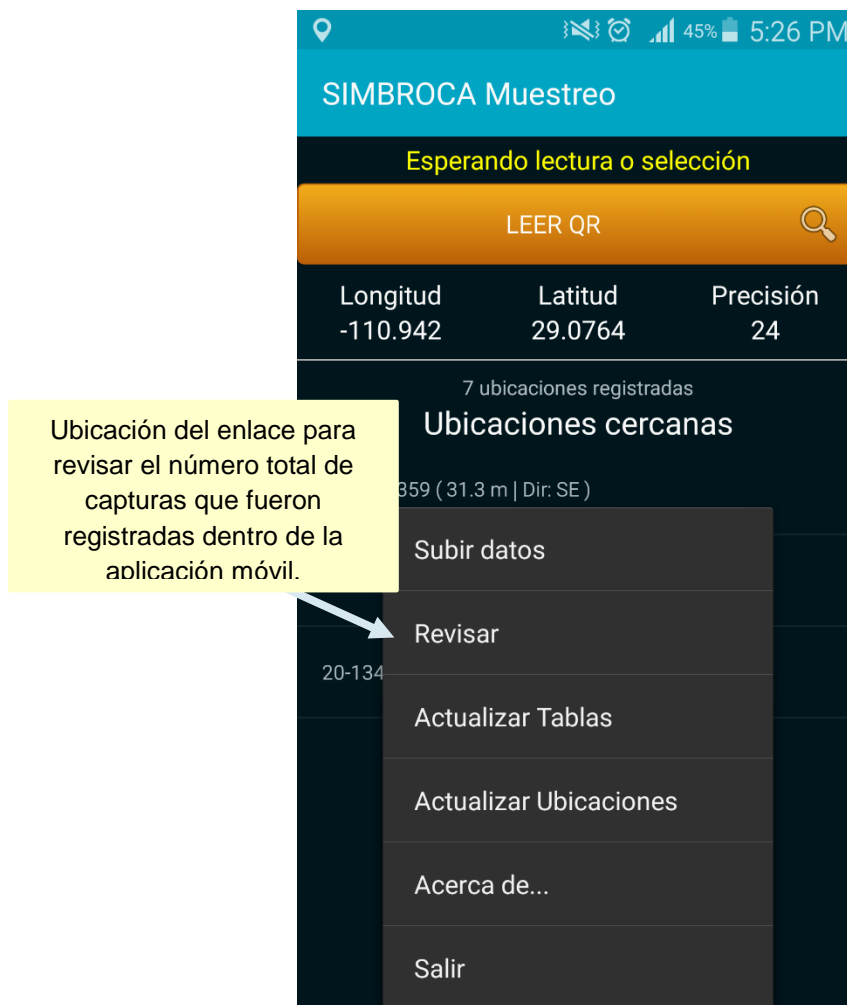 45% 5:26 PM
SIMBROCA Muestreo
Esperando lectura o selección
LEER QR
Longitud Latitud Precisión
-110.942 29.0764 24
7 ubicaciones registradas
Ubicaciones cercanas
359 ( 31.3 m | Dir: SE )
Ubicación del enlace para
revisar el número total de
capturas que fueron
registradas dentro de la
aplicación móvil.
Subir datos
Revisar
20-134
Actualizar Tablas
Actualizar Ubicaciones
Acerca de...
Salir